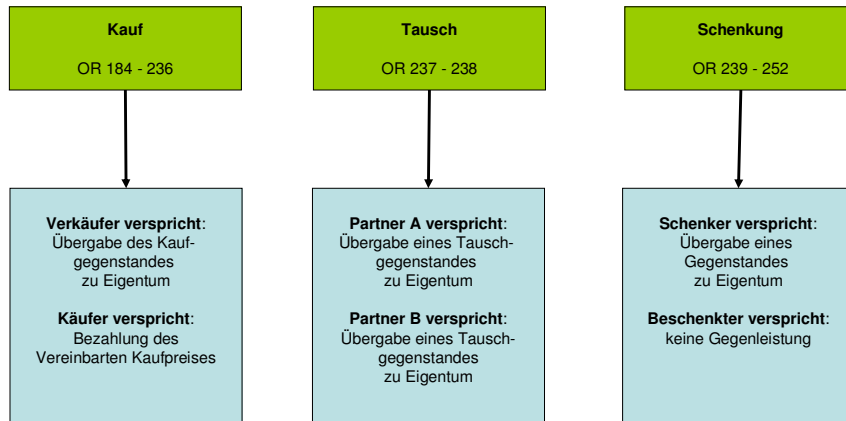 Kauf
OR 184 - 236
Tausch
OR 237 - 238
Schenkung
OR 239 - 252
Verkäufer verspricht:
Übergabe des Kauf-
gegenstandes
zu Eigentum
Käufer verspricht:
Bezahlung des
Vereinbarten Kaufpreises
Partner A verspricht:
Übergabe eines Tausch-
gegenstandes
zu Eigentum
Partner B verspricht:
Übergabe eines Tausch-
gegenstandes
zu Eigentum
Schenker verspricht:
Übergabe eines
Gegenstandes
zu Eigentum
Beschenkter verspricht:
keine Gegenleistung